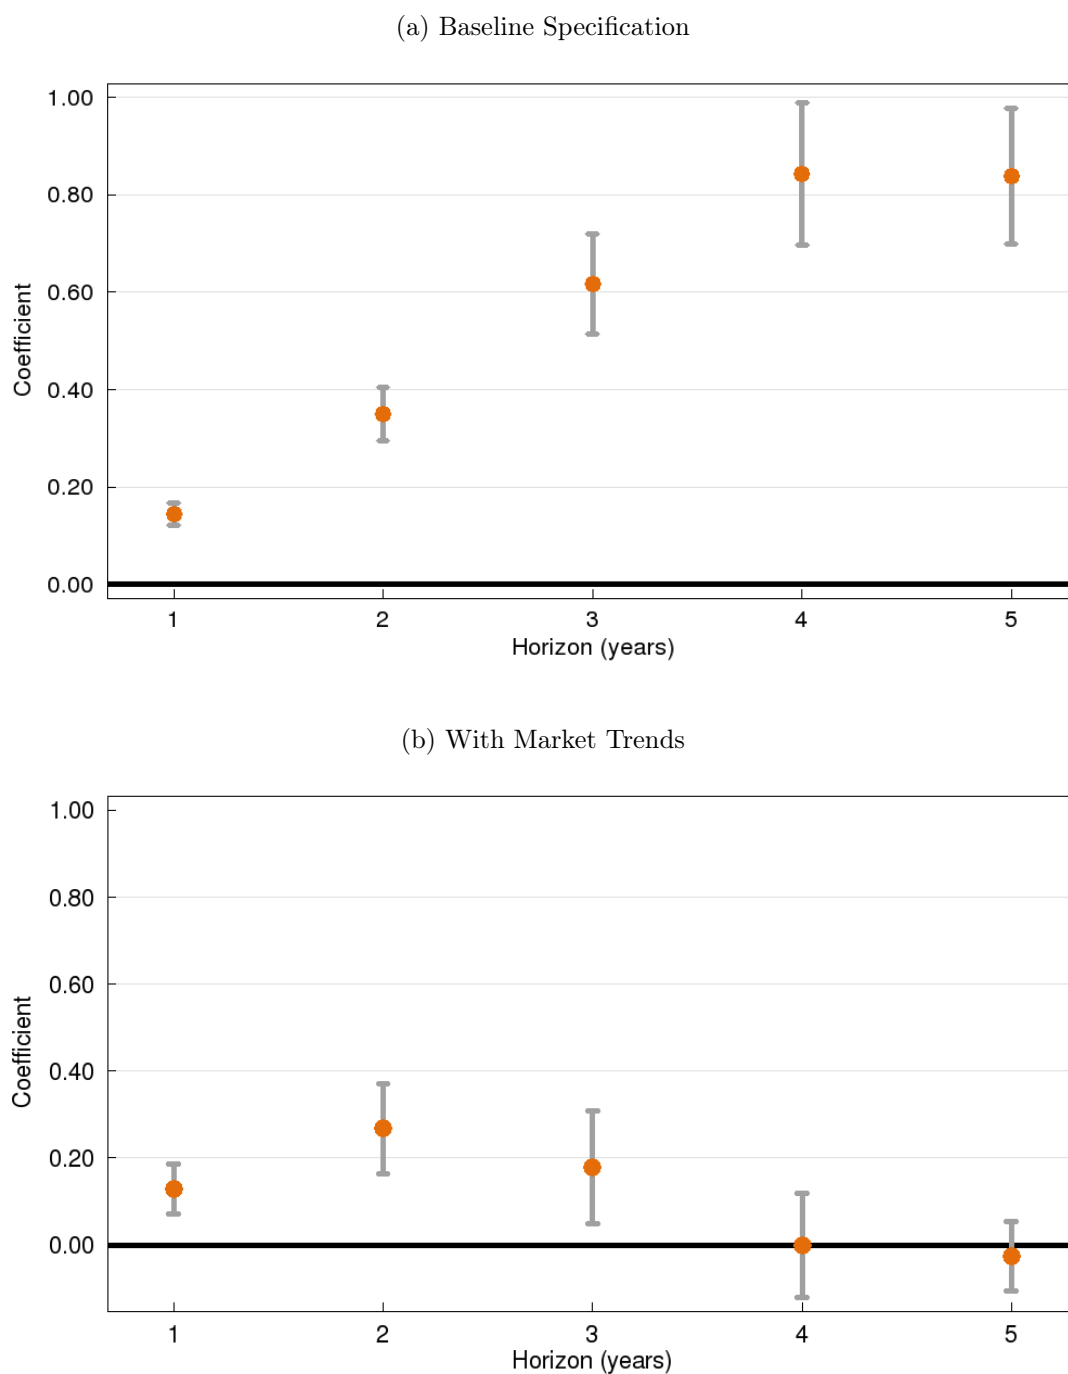 (a) Baseline Specification
1.00
0.80
0.60
0.40
0.20
0.00
Coefficient
1 2 3 4 5
Horizon (years)
(b) With Market Trends
1.00
0.80
0.60
0.40
0.20
0.00
Coefficient
1 2 3 4 5
Horizon (years)